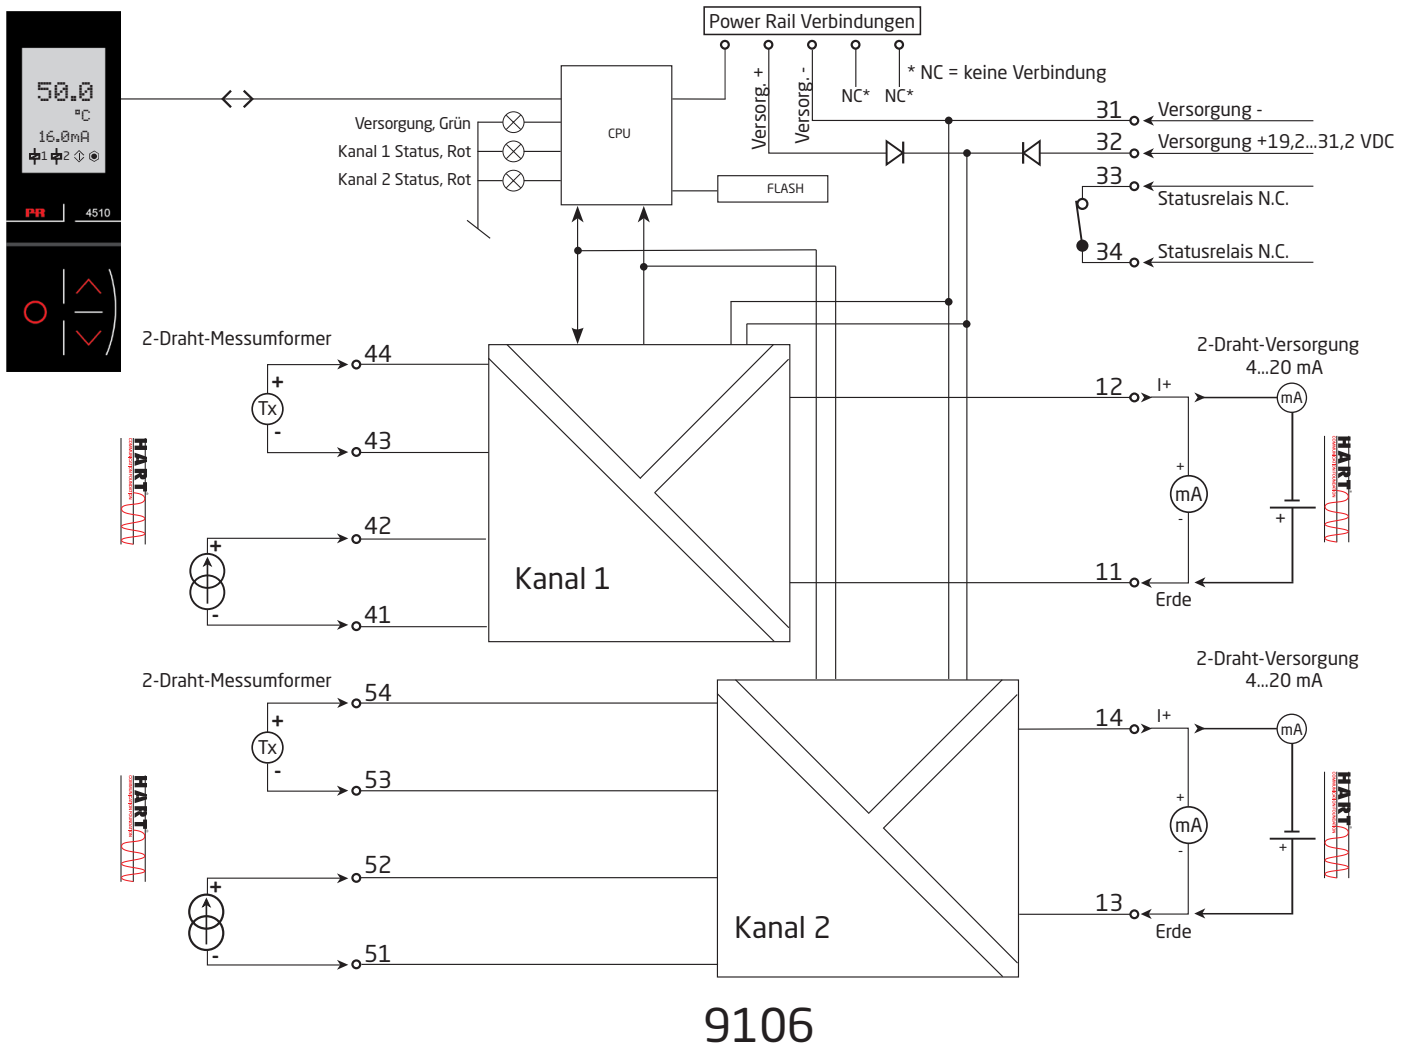 Power Rail Verbindungen
* NC = keine Verbindung
Versorg. +
Versorg. -
NC*
NC*
50.0
°C
16.0mA
1 2
PR
4510
Versorgung, Grün
Kanal 1 Status, Rot
Kanal 2 Status, Rot
CPU
FLASH
31 Versorgung -
32 Versorgung +19,2...31,2 VDC
33
Statusrelais N.C.
34 Statusrelais N.C.
2-Draht-Messumformer
44
+
Tx
-
43
HART
42
+
-
41
Kanal 1
2-Draht-Versorgung
4...20 mA
12 I+
mA
+
mA
-
+
11
Erde
HART
2-Draht-Messumformer
54
+
Tx
-
53
HART
52
+
-
51
Kanal 2
2-Draht-Versorgung
4...20 mA
14 I+
mA
+
mA
-
+
13
Erde
HART
9106